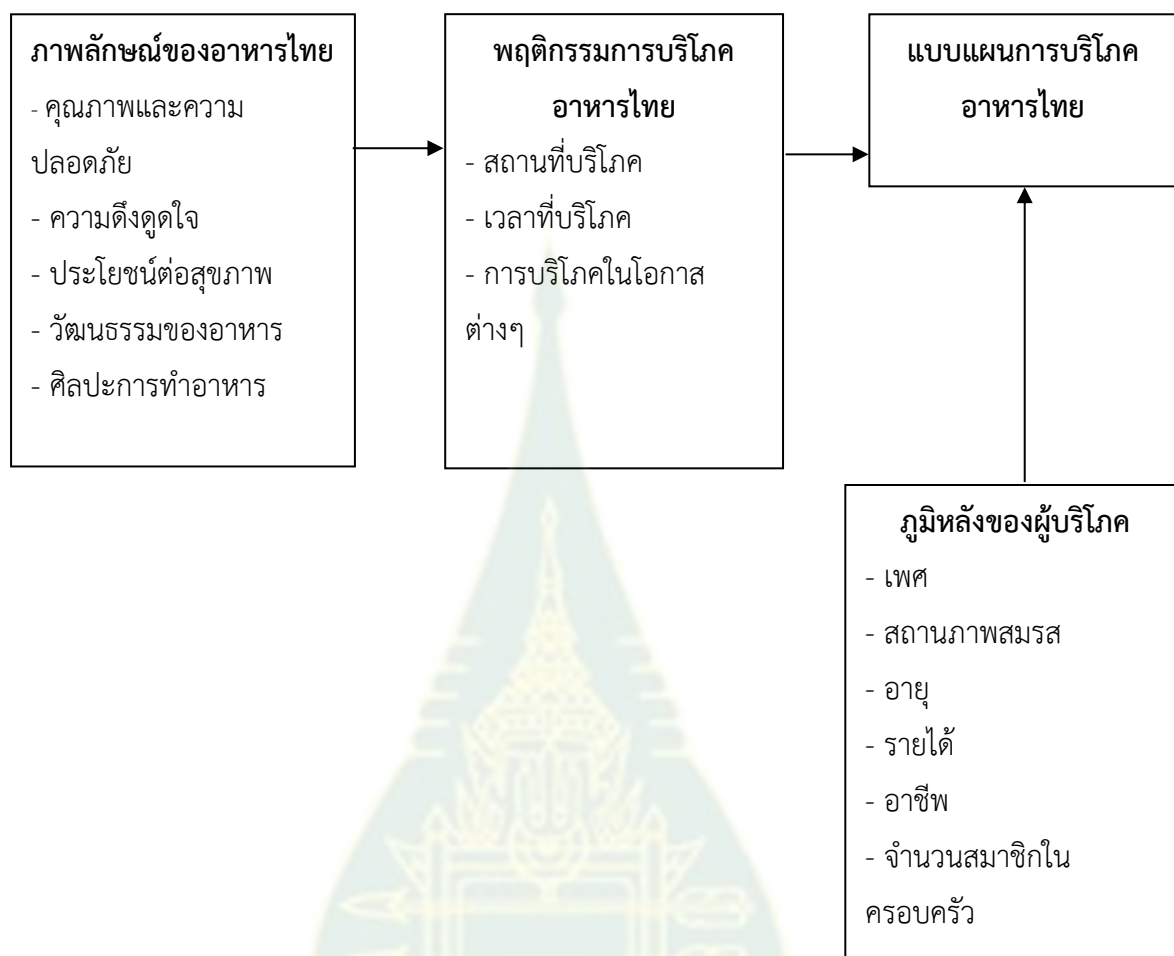 ภาพลักษณ์ของอาหารไทย
- คุณภาพและความ
ปลอดภัย
- ความดึงดูดใจ
- ประโยชน์ต่อสุขภาพ
- วัฒนธรรมของอาหาร
- ศิลปะการทำอาหาร
พฤติกรรมการบริโภค
อาหารไทย
- สถานที่บริโภค
- เวลาที่บริโภค
- การบริโภคในโอกาส
ต่างๆ
แบบแผนการบริโภค
อาหารไทย
ภูมิหลังของผู้บริโภค
- เพศ
- สถานภาพสมรส
- อายุ
- รายได้
- อาชีพ
- จำนวนสมาชิกใน
ครอบครัว